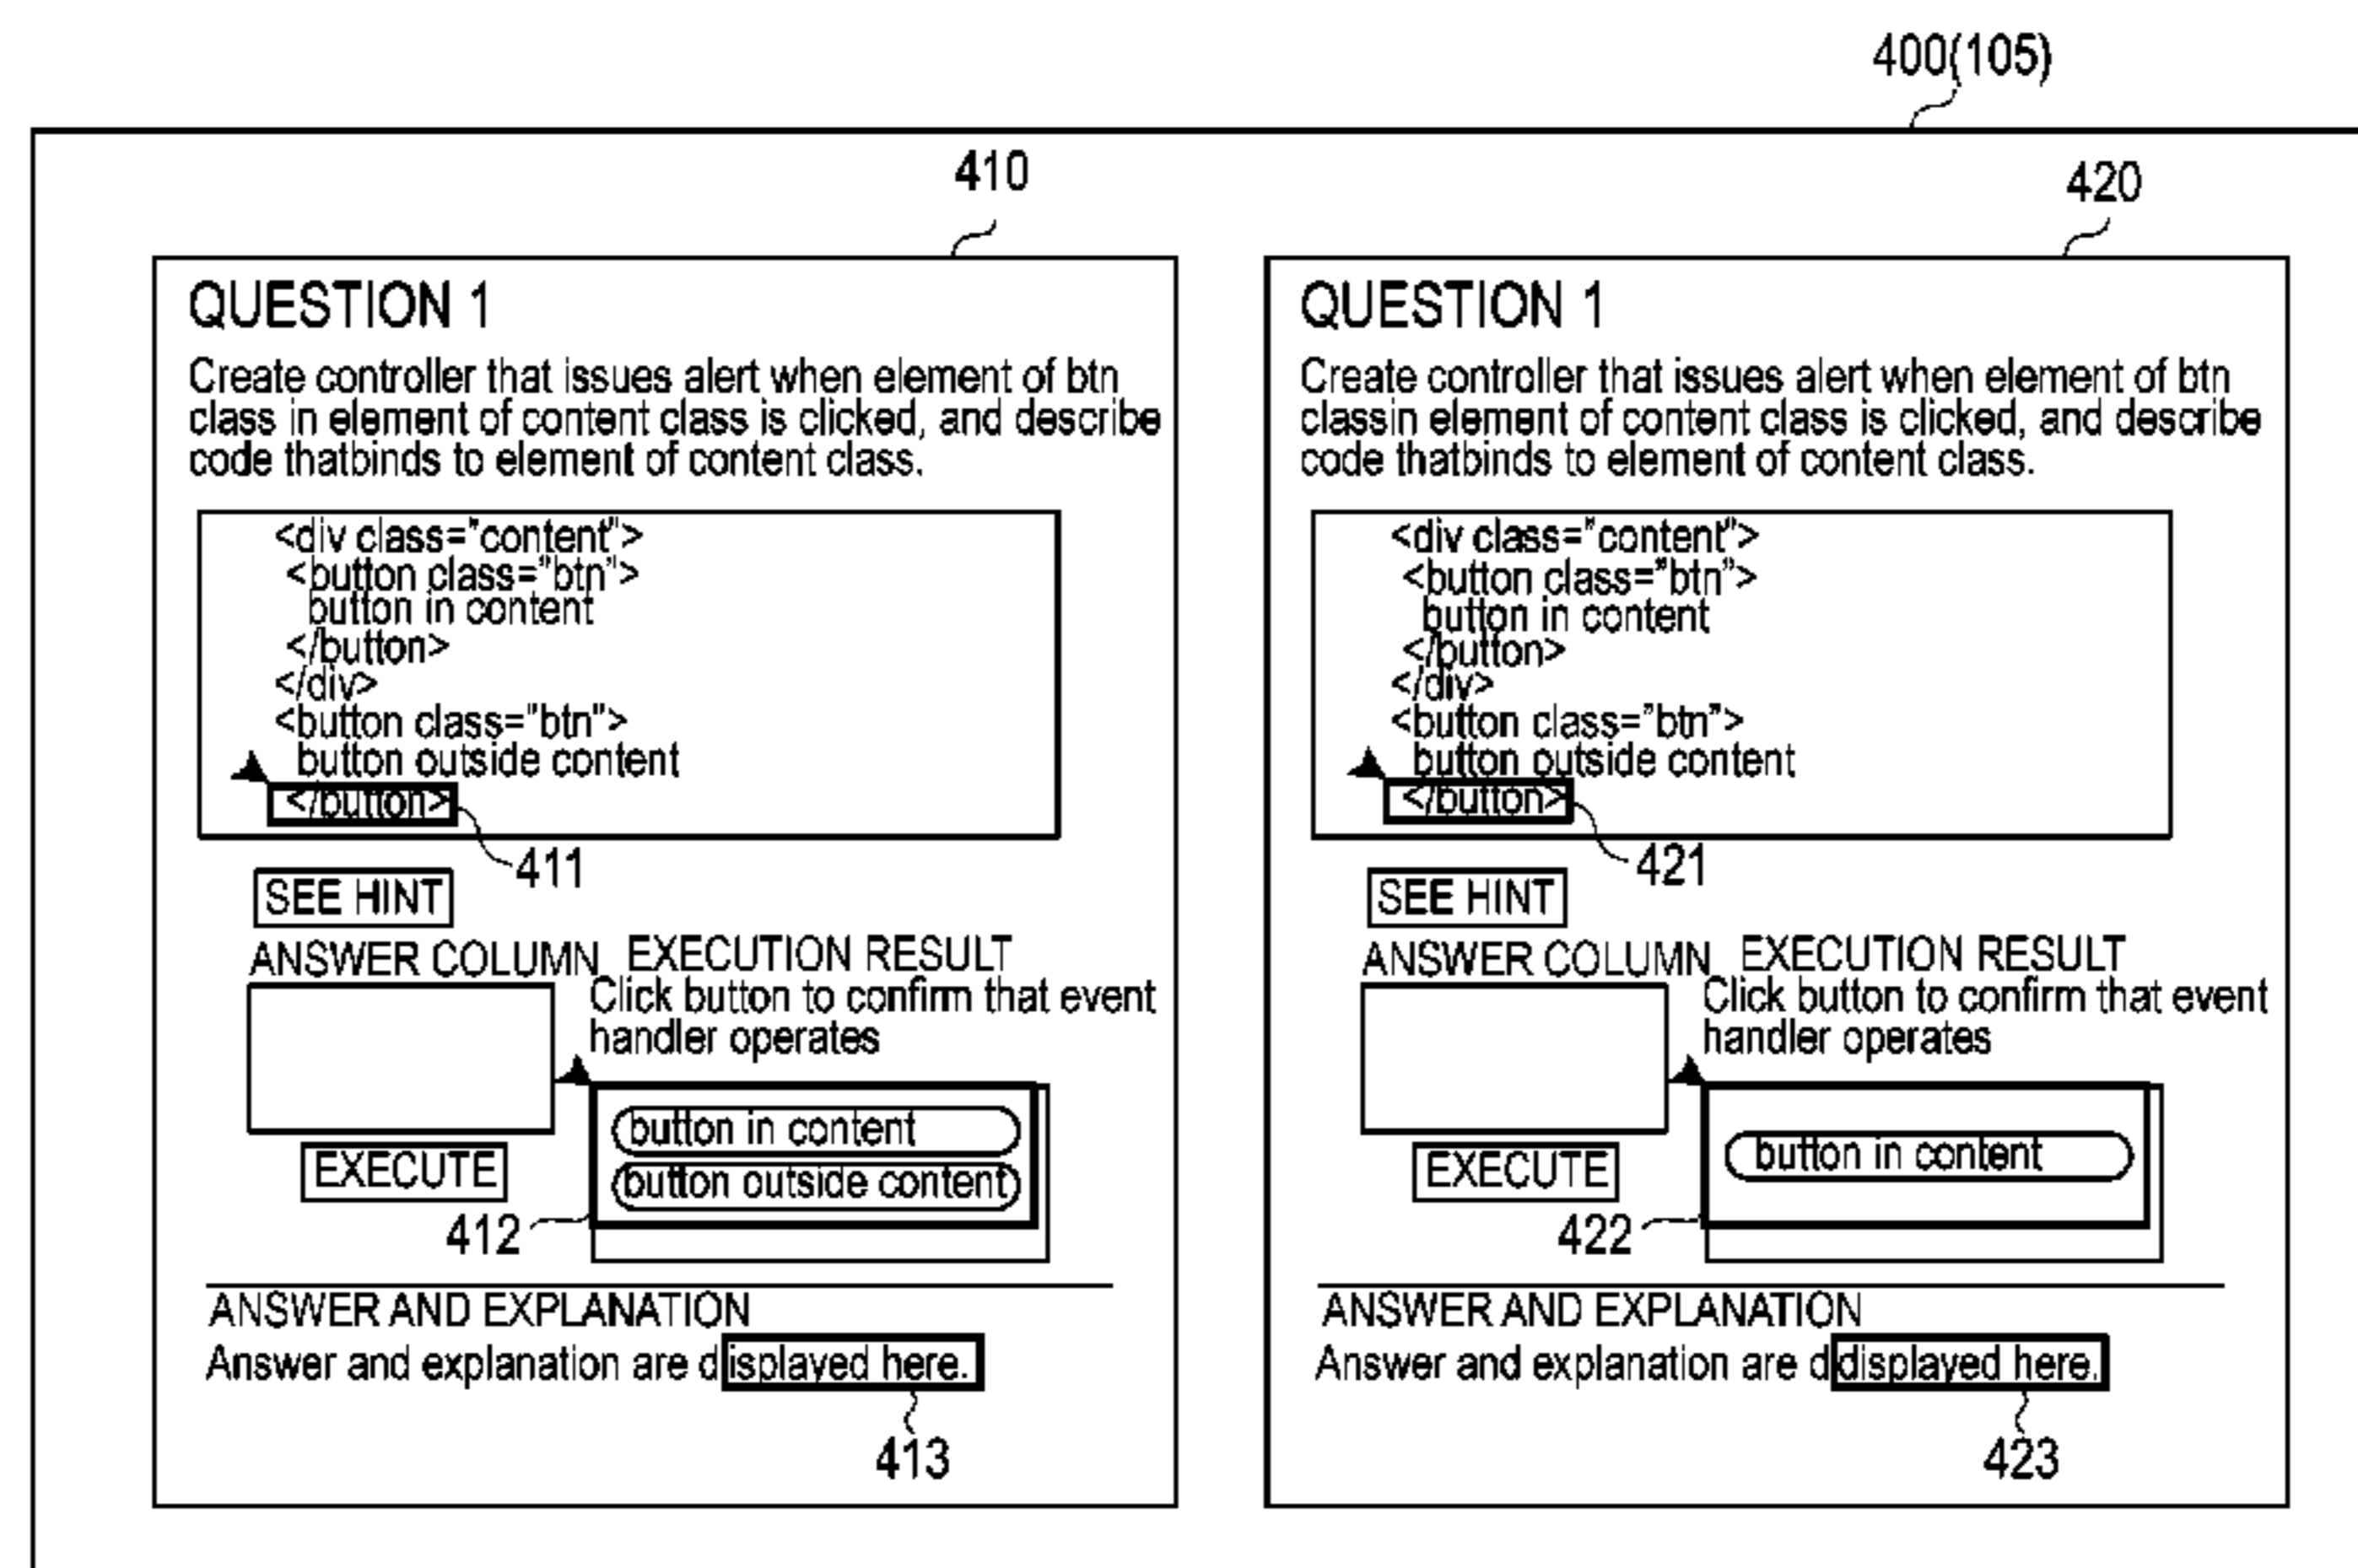 400(105)
410
QUESTION 1
Create controller that issues alert when element of btn
class in element of content class is clicked, and describe
code thatbinds to element of content class.
<div class="content">
<button class="btn">
button in content
</button>
</div>
<button class="btn">
button outside content
</button>
411
SEE HINT
ANSWER COLUMN
EXECUTION RESULT
Click button to confirm that event
handler operates
button in content
button outside content
EXECUTE
412
ANSWER AND EXPLANATION
Answer and explanation are displayed here.
413
420
QUESTION 1
Create controller that issues alert when element of btn
classin element of content class is clicked, and describe
code thatbinds to element of content class.
<div class="content">
<button class="btn">
button in content
</button>
</div>
<button class="btn">
button outside content
</button>
421
SEE HINT
ANSWER COLUMN
EXECUTION RESULT
Click button to confirm that event
handler operates
button in content
EXECUTE
422
ANSWER AND EXPLANATION
Answer and explanation are ddisplayed here.
423